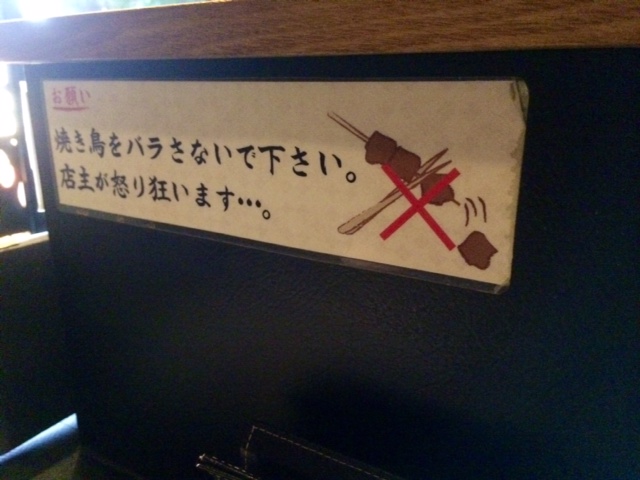 お願い
焼き鳥をバラさないで下さい。
店主が怒り狂います…。